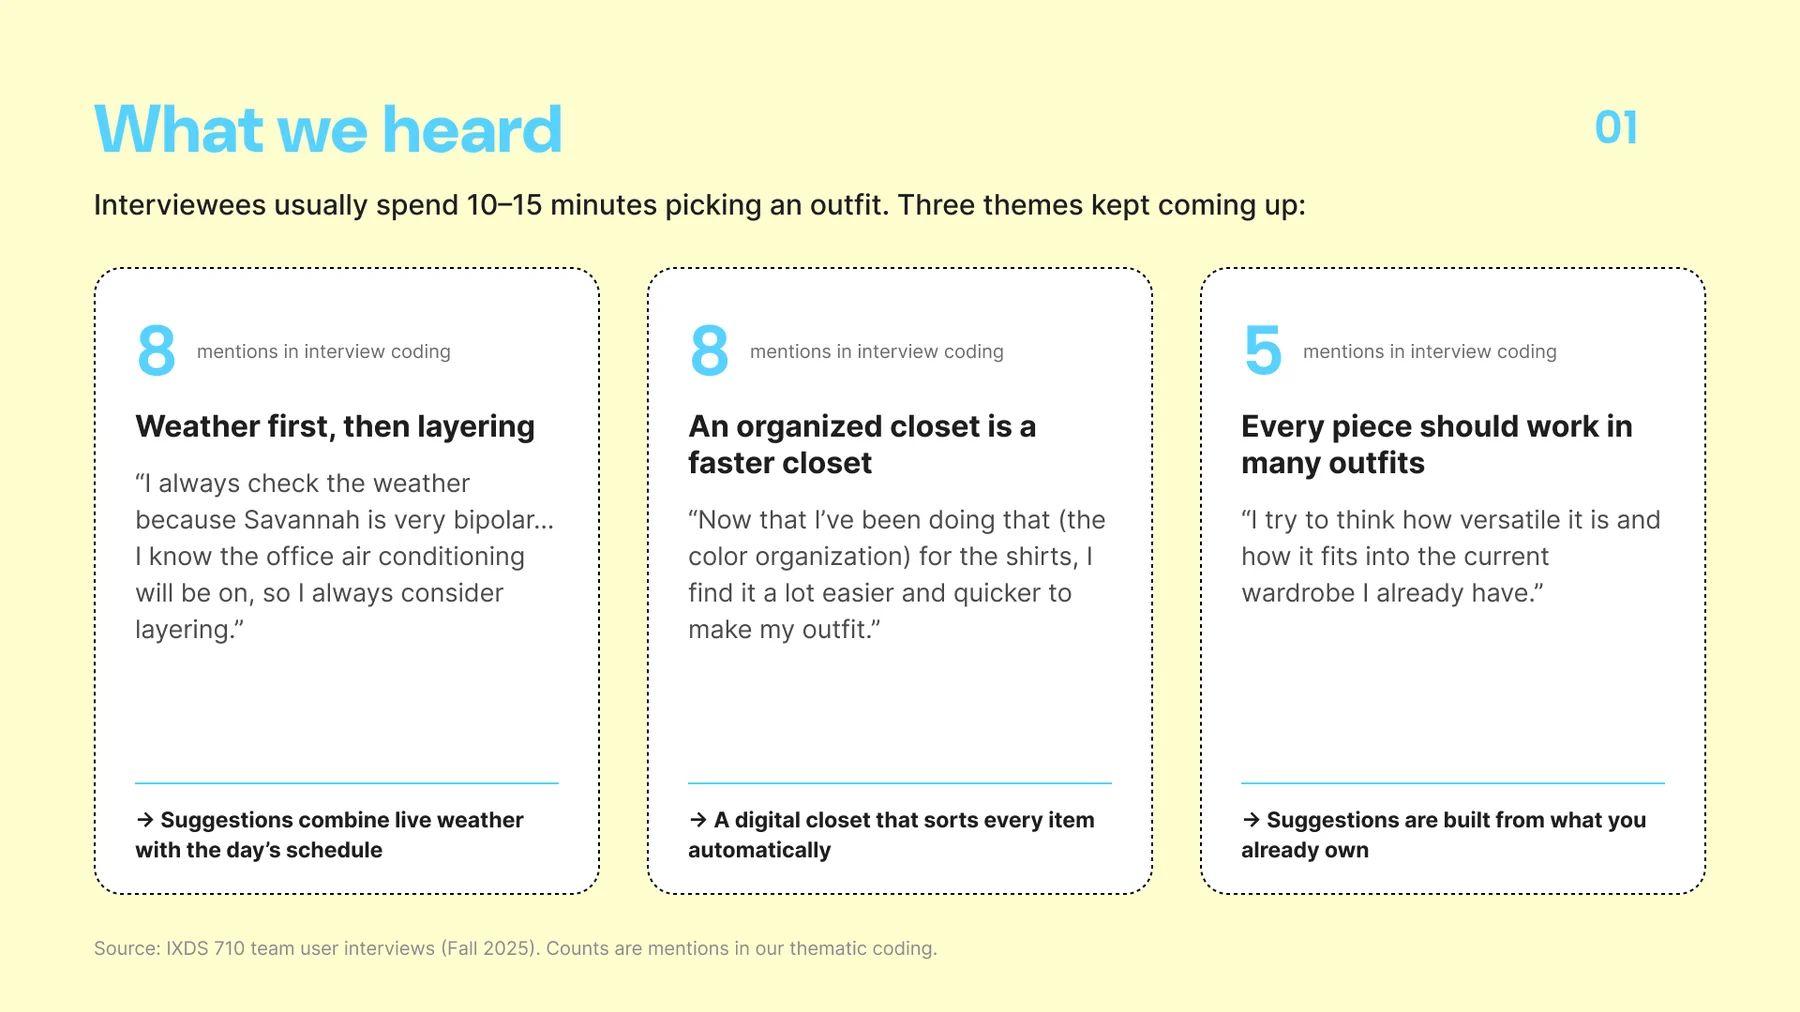 What we heard
01
Interviewees usually spend 10–15 minutes picking an outfit. Three themes kept coming up:
8 mentions in interview coding
Weather first, then layering
“I always check the weather
because Savannah is very bipolar…
I know the office air conditioning
will be on, so I always consider
layering.”
→ Suggestions combine live weather
with the day’s schedule
8 mentions in interview coding
An organized closet is a
faster closet
“Now that I’ve been doing that (the
color organization) for the shirts, I
find it a lot easier and quicker to
make my outfit.”
→ A digital closet that sorts every item
automatically
5 mentions in interview coding
Every piece should work in
many outfits
“I try to think how versatile it is and
how it fits into the current
wardrobe I already have.”
→ Suggestions are built from what you
already own
Source: IXDS 710 team user interviews (Fall 2025). Counts are mentions in our thematic coding.